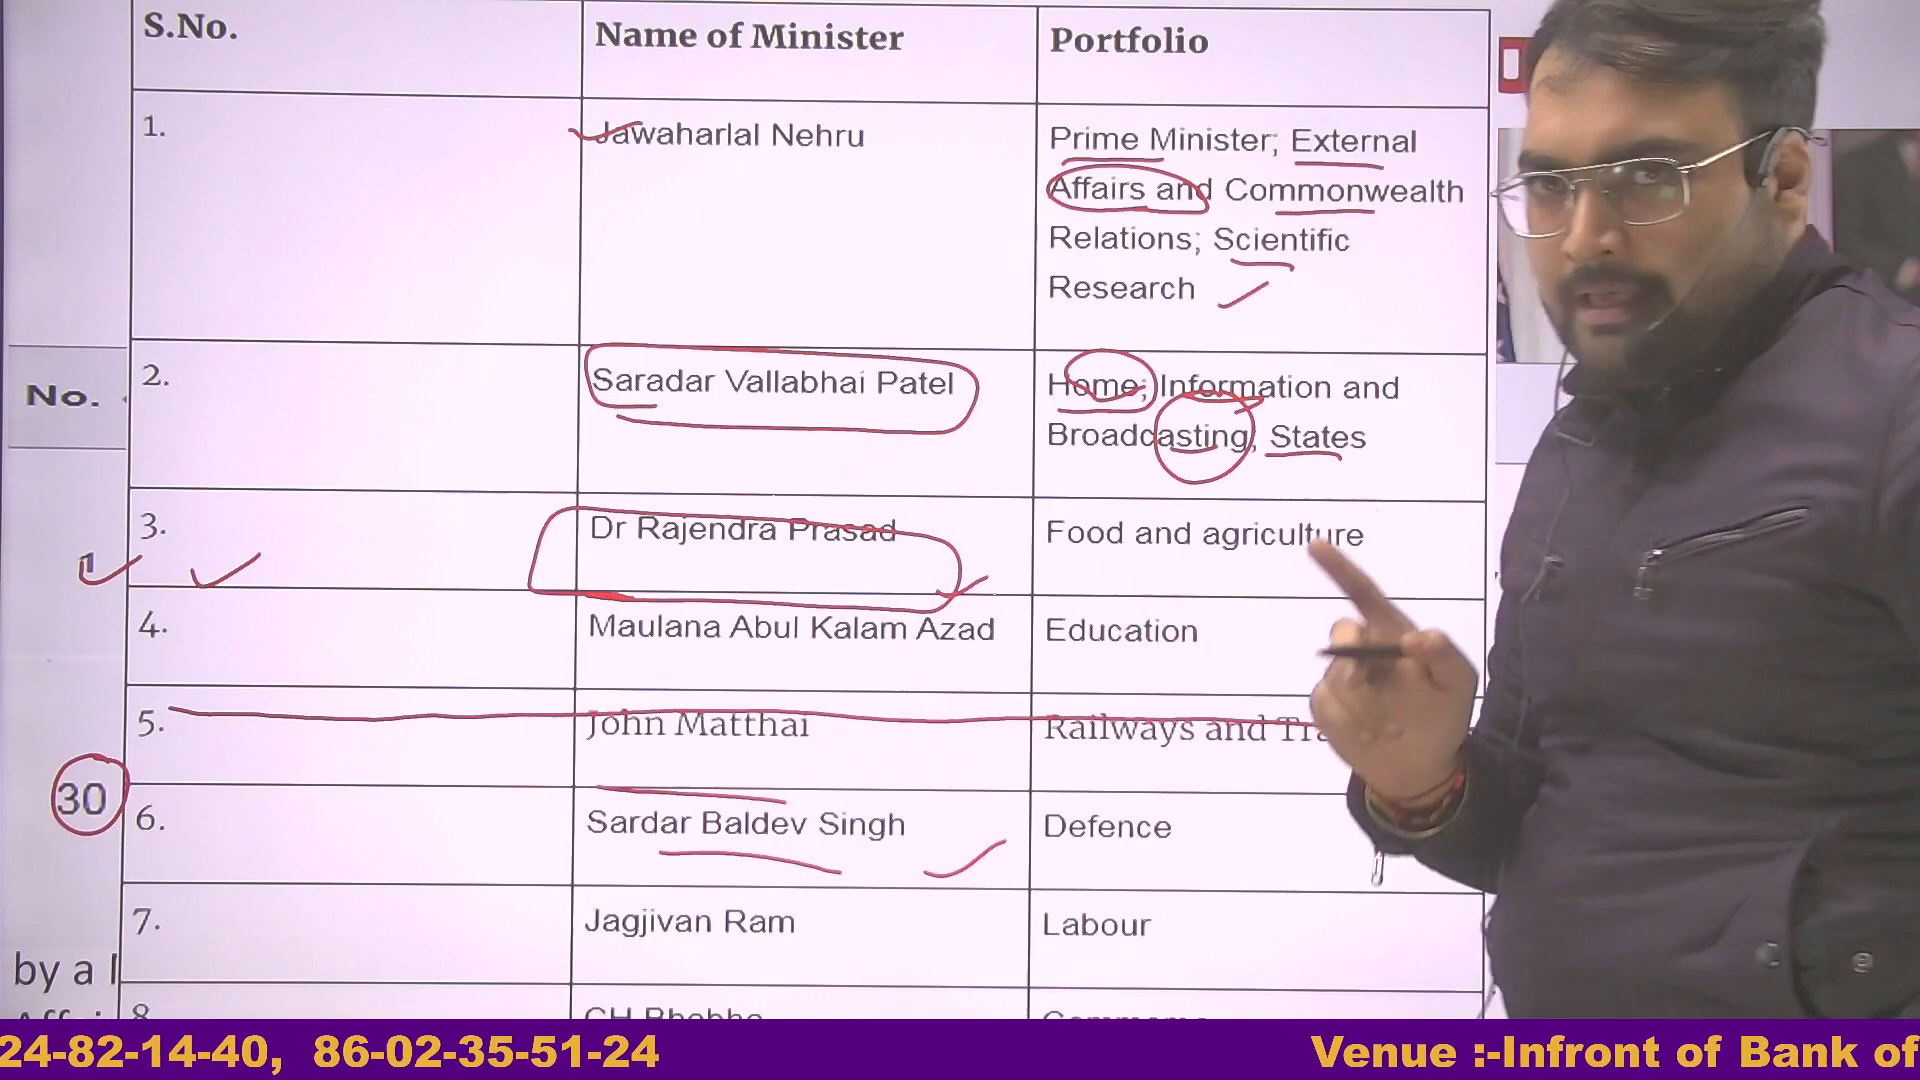 S.No. Name of Minister Portfolio
1. Jawaharlal Nehru Prime Minister; External
Affairs and Commonwealth
Relations; Scientific
Research
2. Saradar Vallabhai Patel Home; Information and
Broadcasting, States
No.
3. Dr Rajendra Prasad Food and agriculture
1
4. Maulana Abul Kalam Azad Education
5. John Matthai Railways and
30
6. Sardar Baldev Singh Defence
7. Jagjivan Ram Labour
by a
8. CH Bhabha
24-82-14-40, 86-02-35-51-24 Venue :-Infront of Bank of